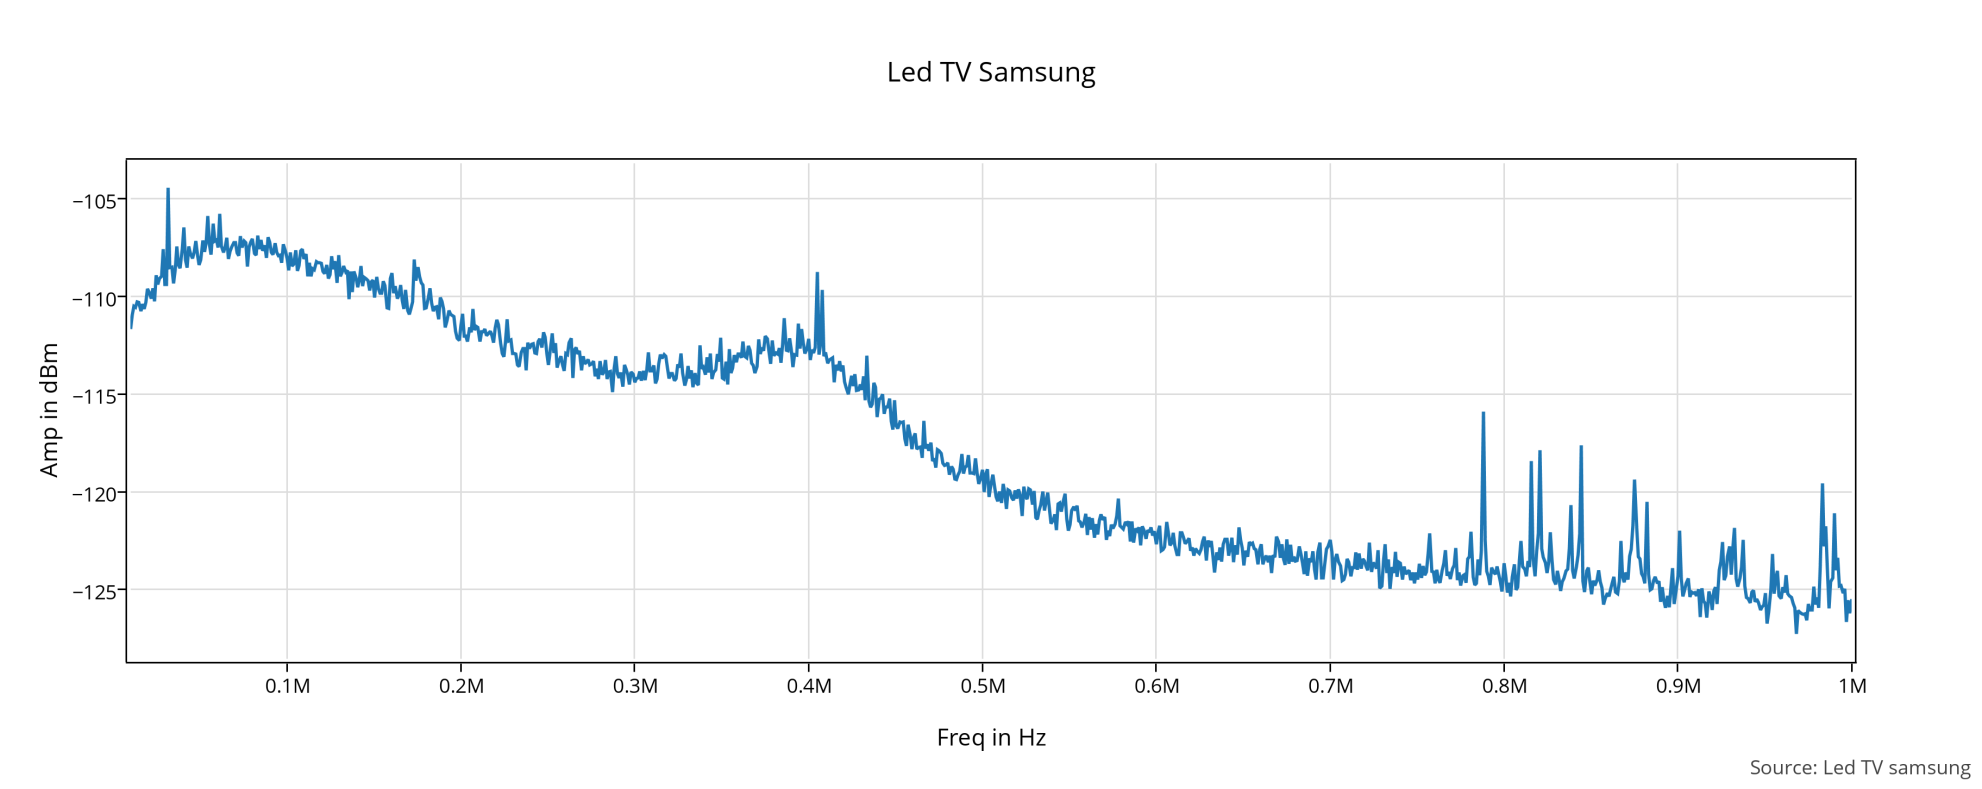 Led TV Samsung
Amp in dBm
−105
−110
−115
−120
−125
0.1M 0.2M 0.3M 0.4M 0.5M 0.6M 0.7M 0.8M 0.9M 1M
Freq in Hz
Source: Led TV samsung